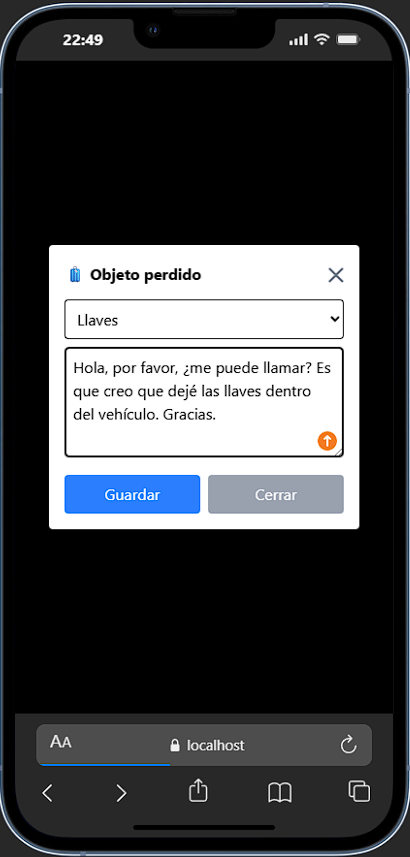 22:49
Objeto perdido
Llaves
Hola, por favor, ¿me puede llamar? Es
que creo que dejé las llaves dentro
del vehículo. Gracias.
Guardar
Cerrar
AA
localhost